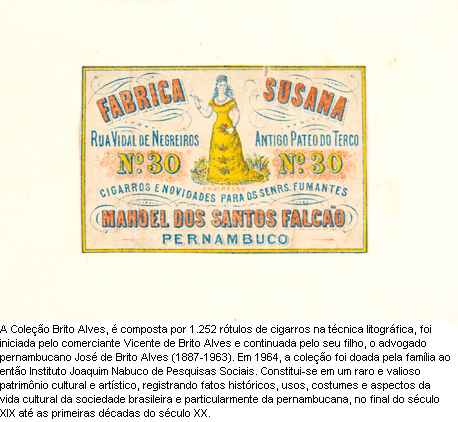 FABRICA SUSANA
RUA VIDAL DE NEGREIROS ANTIGO PATEO DO TERCO
Nº 30 Nº 30
CIGARROS E NOVIDADES PARA OS SENRS. FUMANTES
MANOEL DOS SANTOS FALCÃO
PERNAMBUCO
A Coleção Brito Alves, é composta por 1.252 rótulos de cigarros na técnica litográfica, foi
iniciada pelo comerciante Vicente de Brito Alves e continuada pelo seu filho, o advogado
pernambucano José de Brito Alves (1887-1963). Em 1964, a coleção foi doada pela família ao
então Instituto Joaquim Nabuco de Pesquisas Sociais. Constitui-se em um raro e valioso
patrimônio cultural e artístico, registrando fatos históricos, usos, costumes e aspectos da
vida cultural da sociedade brasileira e particularmente da pernambucana, no final do século
XIX até as primeiras décadas do século XX.